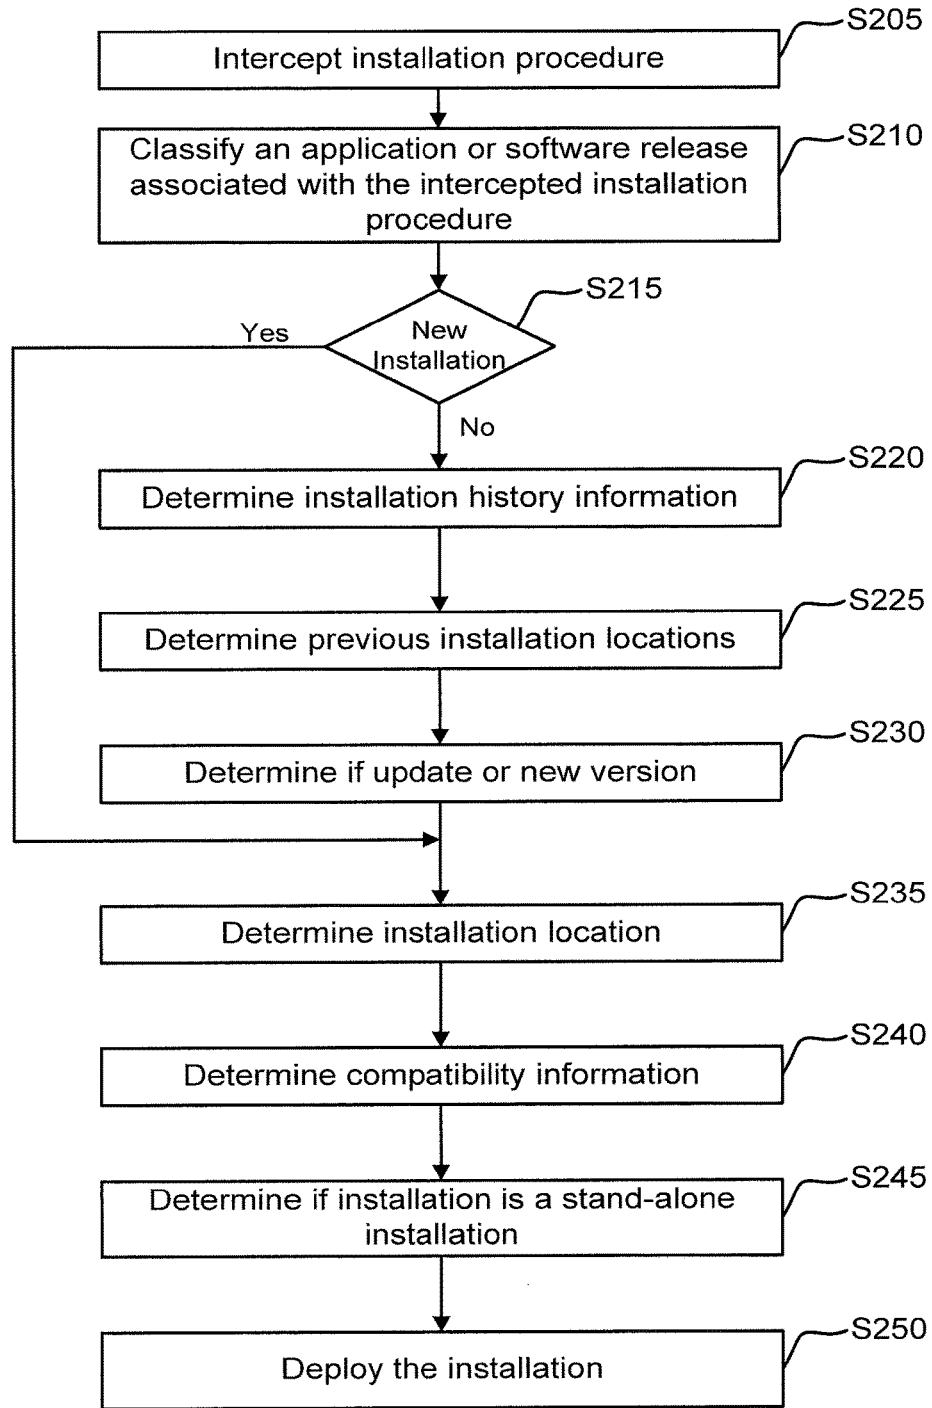 S205
Intercept installation procedure
S210
Classify an application or software release
associated with the intercepted installation
procedure
S215
Yes
New
Installation
No
S220
Determine installation history information
S225
Determine previous installation locations
S230
Determine if update or new version
S235
Determine installation location
S240
Determine compatibility information
S245
Determine if installation is a stand-alone
installation
S250
Deploy the installation